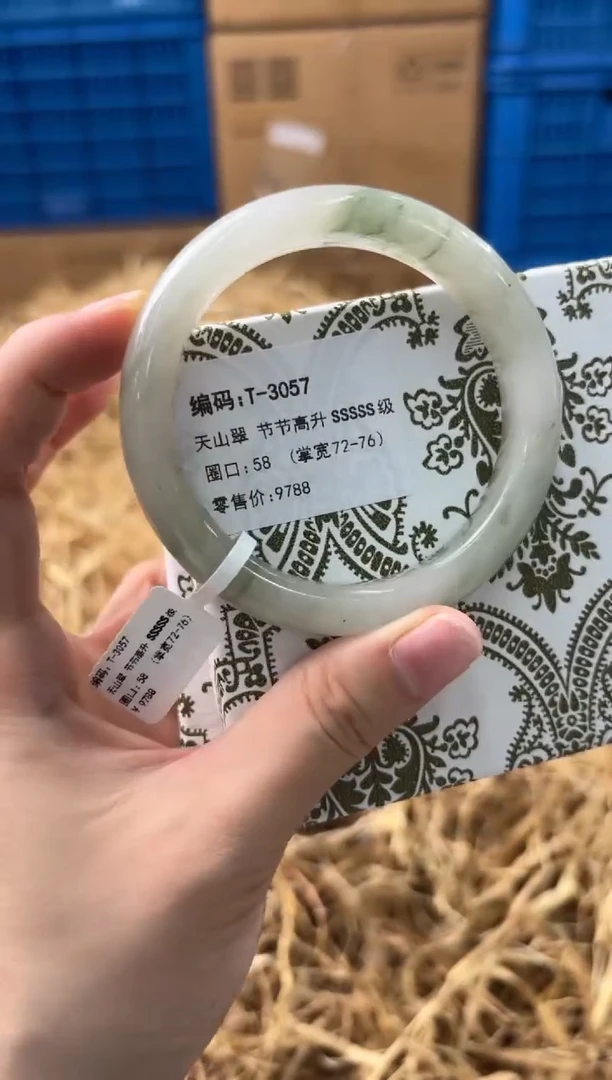 编码:T-3057
天山翠 节节高升 SSSSS级
圈口:58 (掌宽72-76)
零售价:9788
编码: T-3057
天山翠 节节高升 SSSSS级
圈口: 58 (掌宽72-76)
¥ 9788